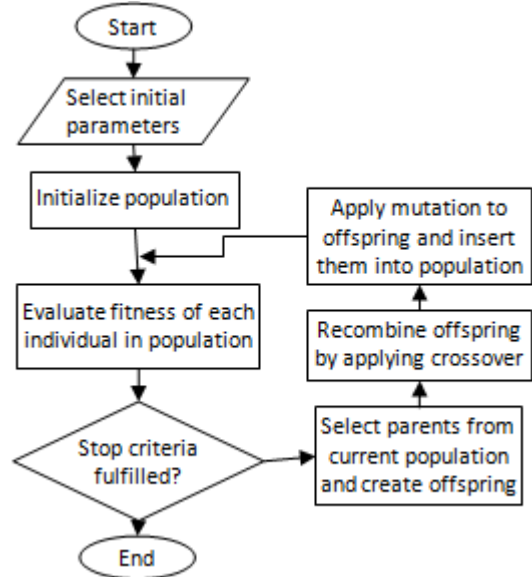 Start
Select initial
parameters
Initialize population
Evaluate fitness of each
individual in population
Stop criteria
fulfilled?
End
Select parents from
current population
and create offspring
Recombine offspring
by applying crossover
Apply mutation to
offspring and insert
them into population